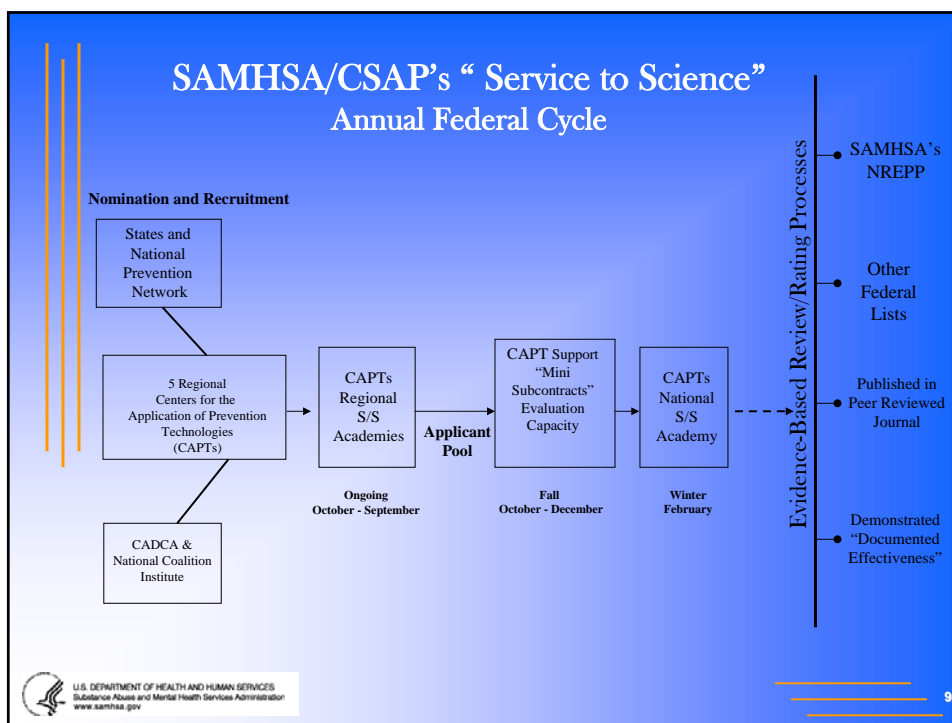 SAMHSA/CSAP’s “ Service to Science”
Annual Federal Cycle
Nomination and Recruitment
States and
National
Prevention
Network
5 Regional
Centers for the
Application of Prevention
Technologies
(CAPTs)
CADCA &
National Coalition
Institute
CAPTs
Regional
S/S
Academies
Ongoing
October - September
Applicant
Pool
CAPT Support
“Mini
Subcontracts”
Evaluation
Capacity
Fall
October - December
CAPTs
National
S/S
Academy
Winter
February
Evidence-Based Review/Rating Processes
SAMHSA’s
NREPP
Other
Federal
Lists
Published in
Peer Reviewed
Journal
Demonstrated
“Documented
Effectiveness”
U.S. DEPARTMENT OF HEALTH AND HUMAN SERVICES
Substance Abuse and Mental Health Services Administration
www.samhsa.gov
9